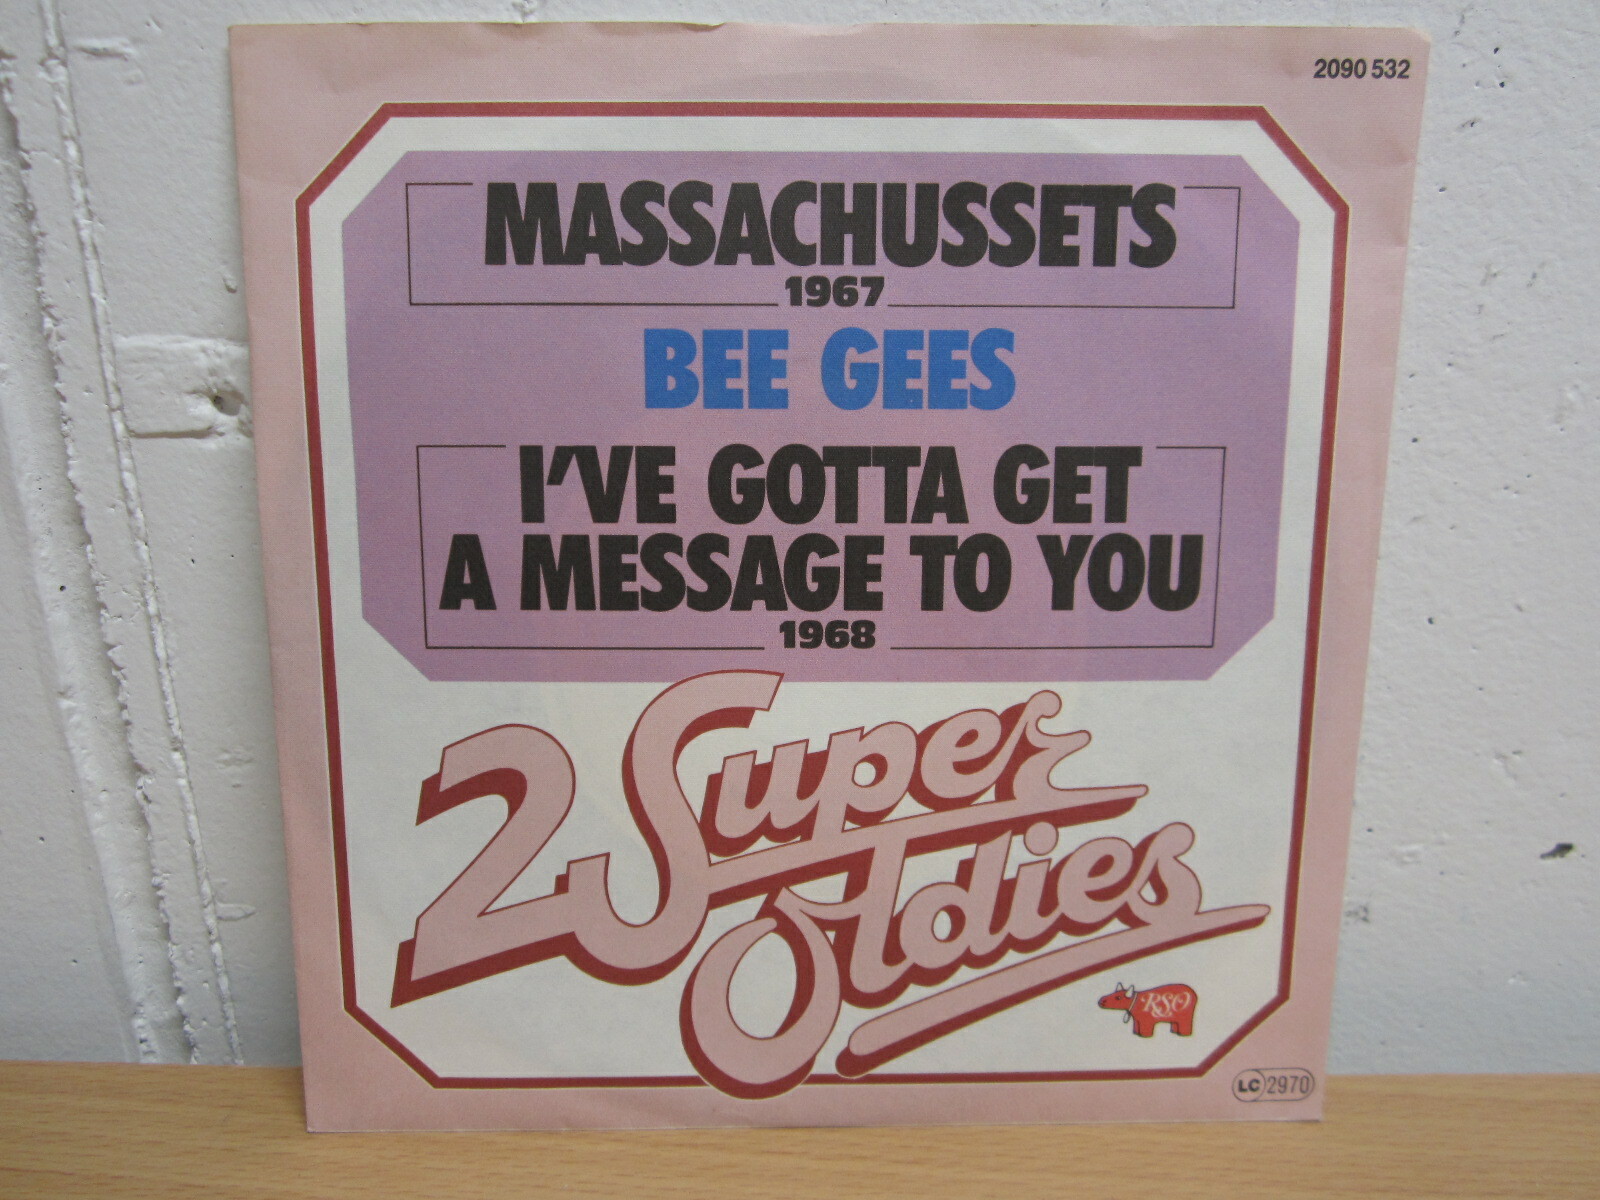 2090 532
MASSACHUSSETS
1967
BEE GEES
I'VE GOTTA GET
A MESSAGE TO YOU
1968
2 Super
Oldies
RSO
LC 2970